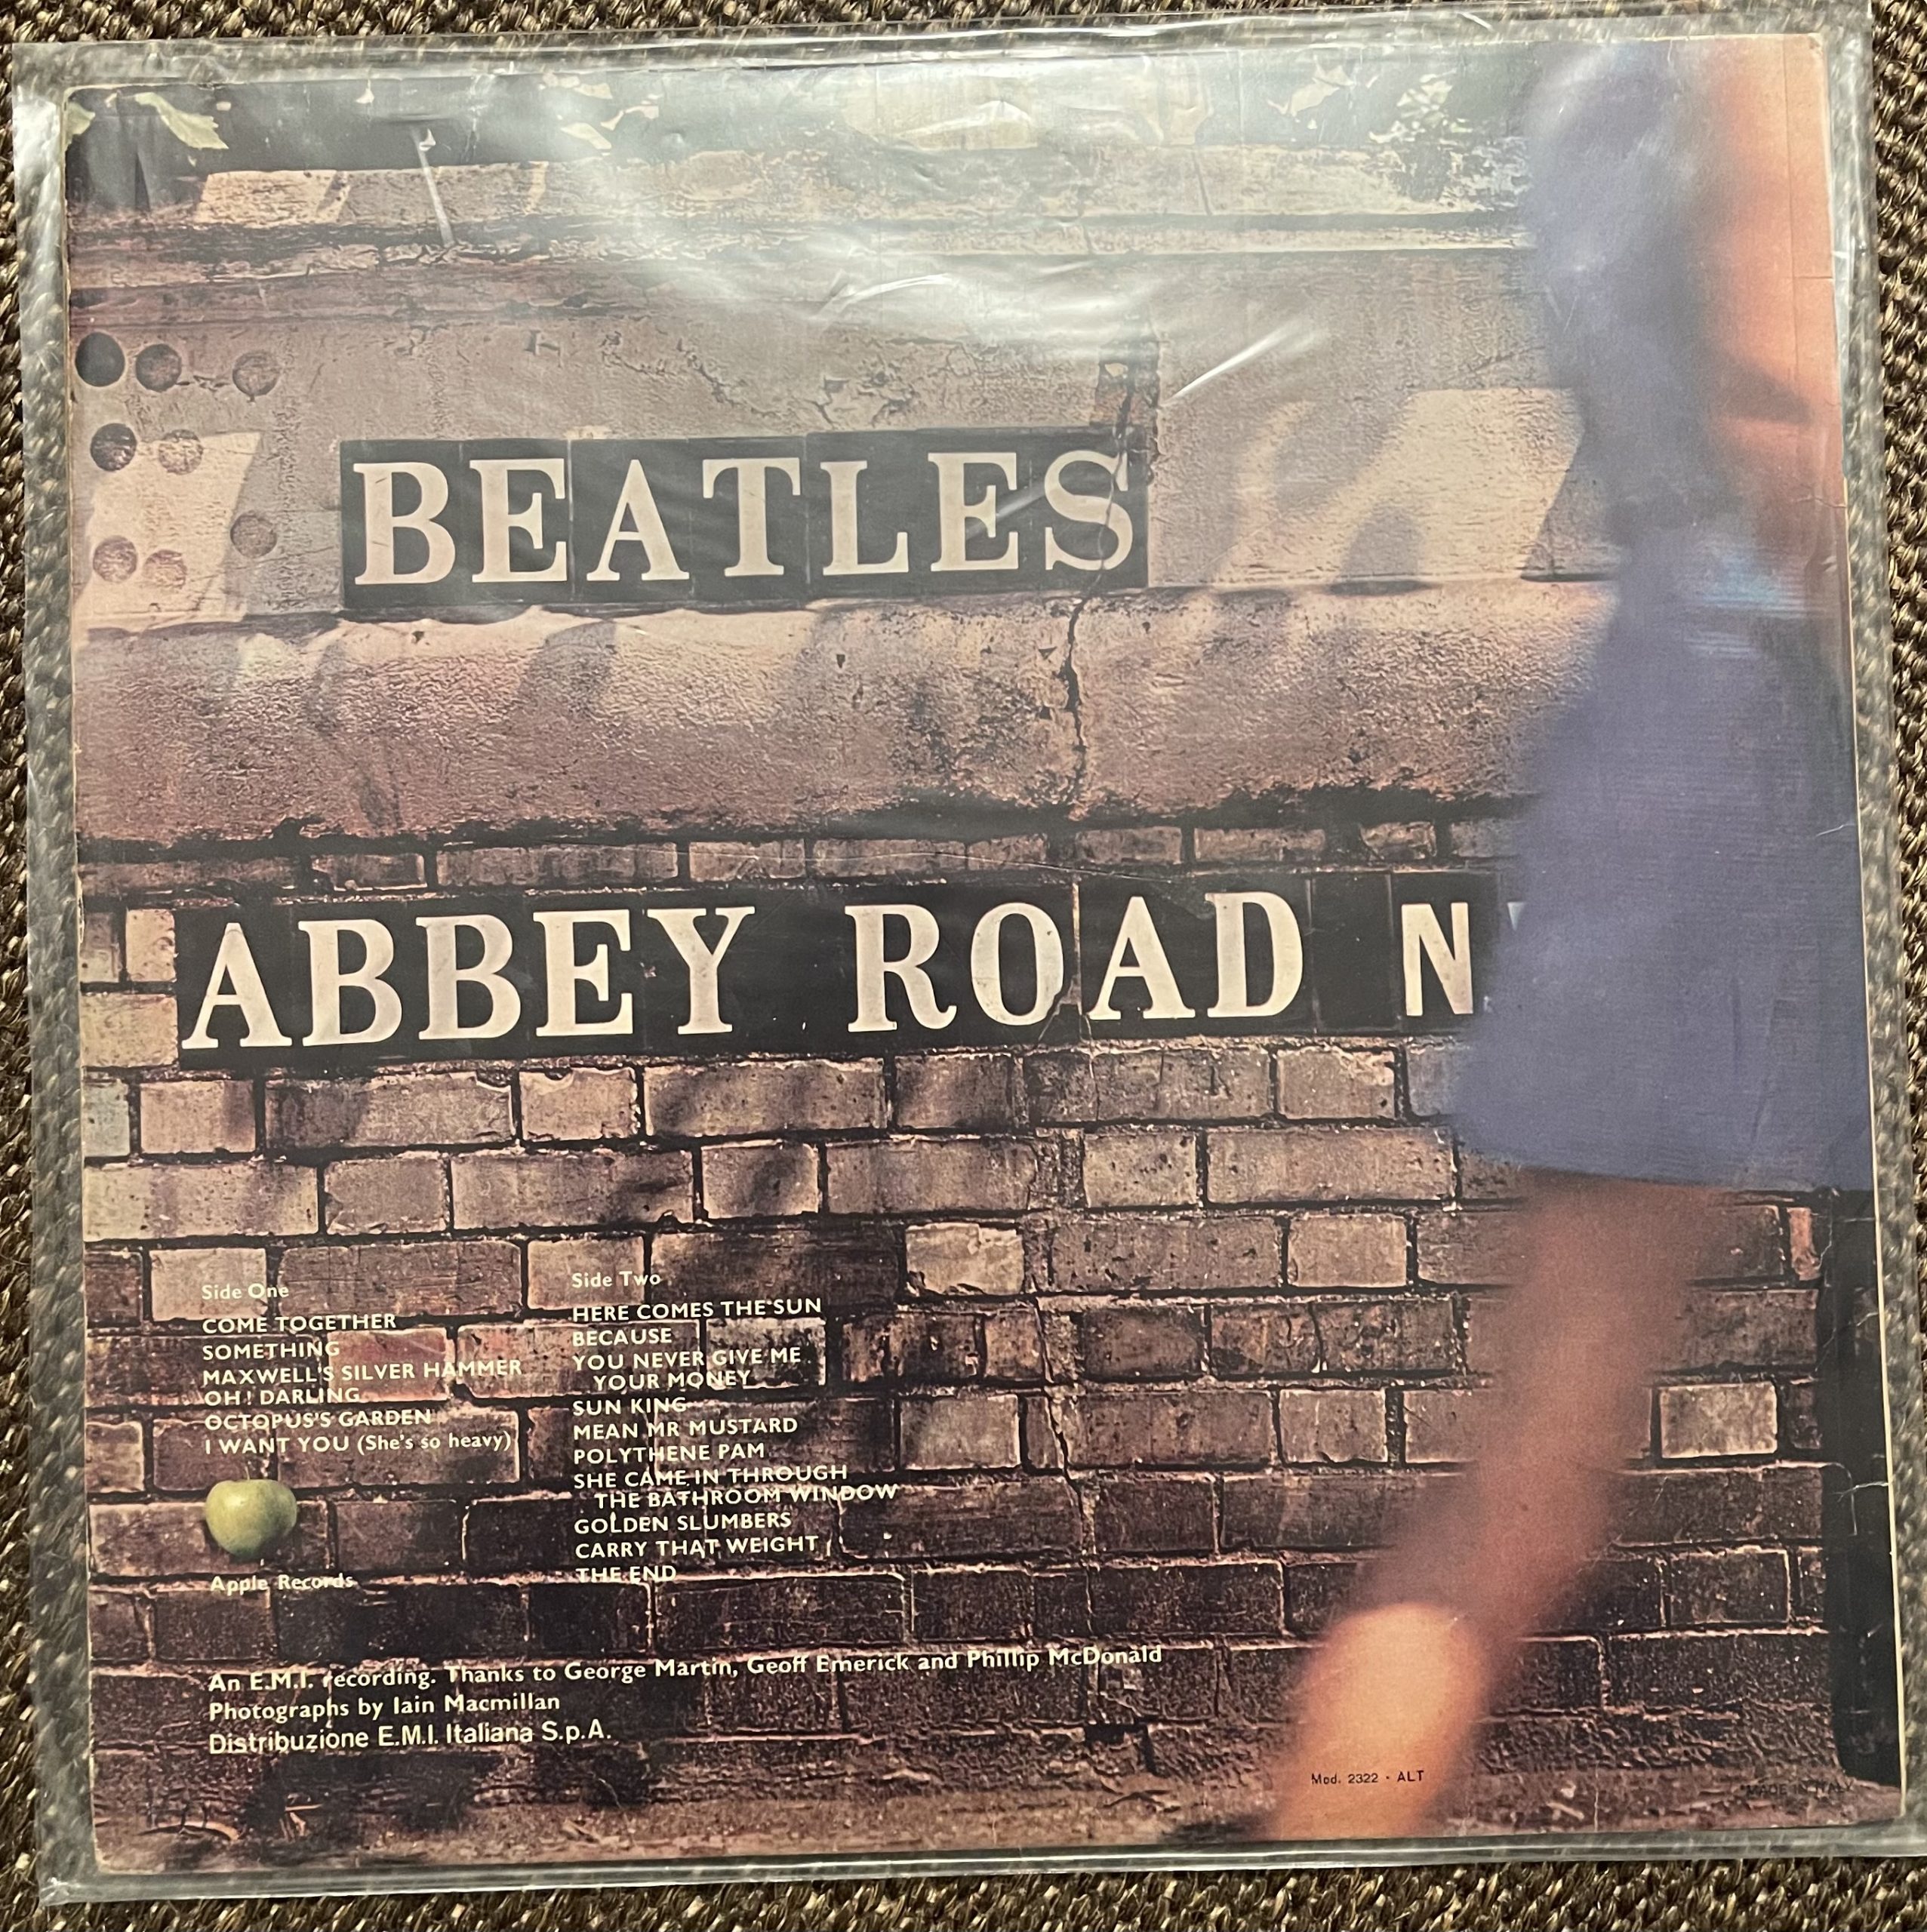 BEATLES
ABBEY ROAD N
Side One
COME TOGETHER
SOMETHING
MAXWELL'S SILVER HAMMER
OH! DARLING
OCTOPUS'S GARDEN
I WANT YOU (She's so heavy)
Apple Records
Side Two
HERE COMES THE SUN
BECAUSE
YOU NEVER GIVE ME
YOUR MONEY
SUN KING
MEAN MR MUSTARD
POLYTHENE PAM
SHE CAME IN THROUGH
THE BATHROOM WINDOW
GOLDEN SLUMBERS
CARRY THAT WEIGHT
THE END
An E.M.I. recording. Thanks to George Martin, Geoff Emerick and Phillip McDonald
Photographs by Iain Macmillan
Distribuzione E.M.I. Italiana S.p.A.
Mod. 2322 - ALT
MADE IN ITALY